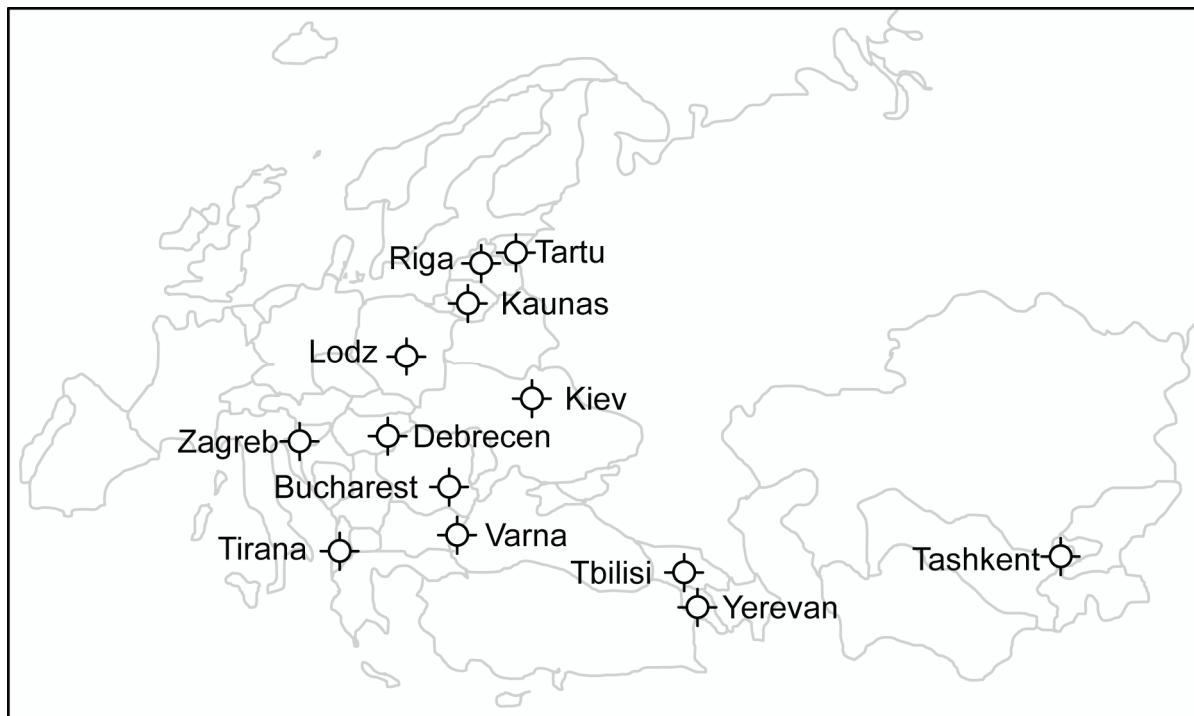 Tartu
Riga
Kaunas
Lodz
Kiev
Debrecen
Zagreb
Bucharest
Varna
Tirana
Tashkent
Tbilisi
Yerevan